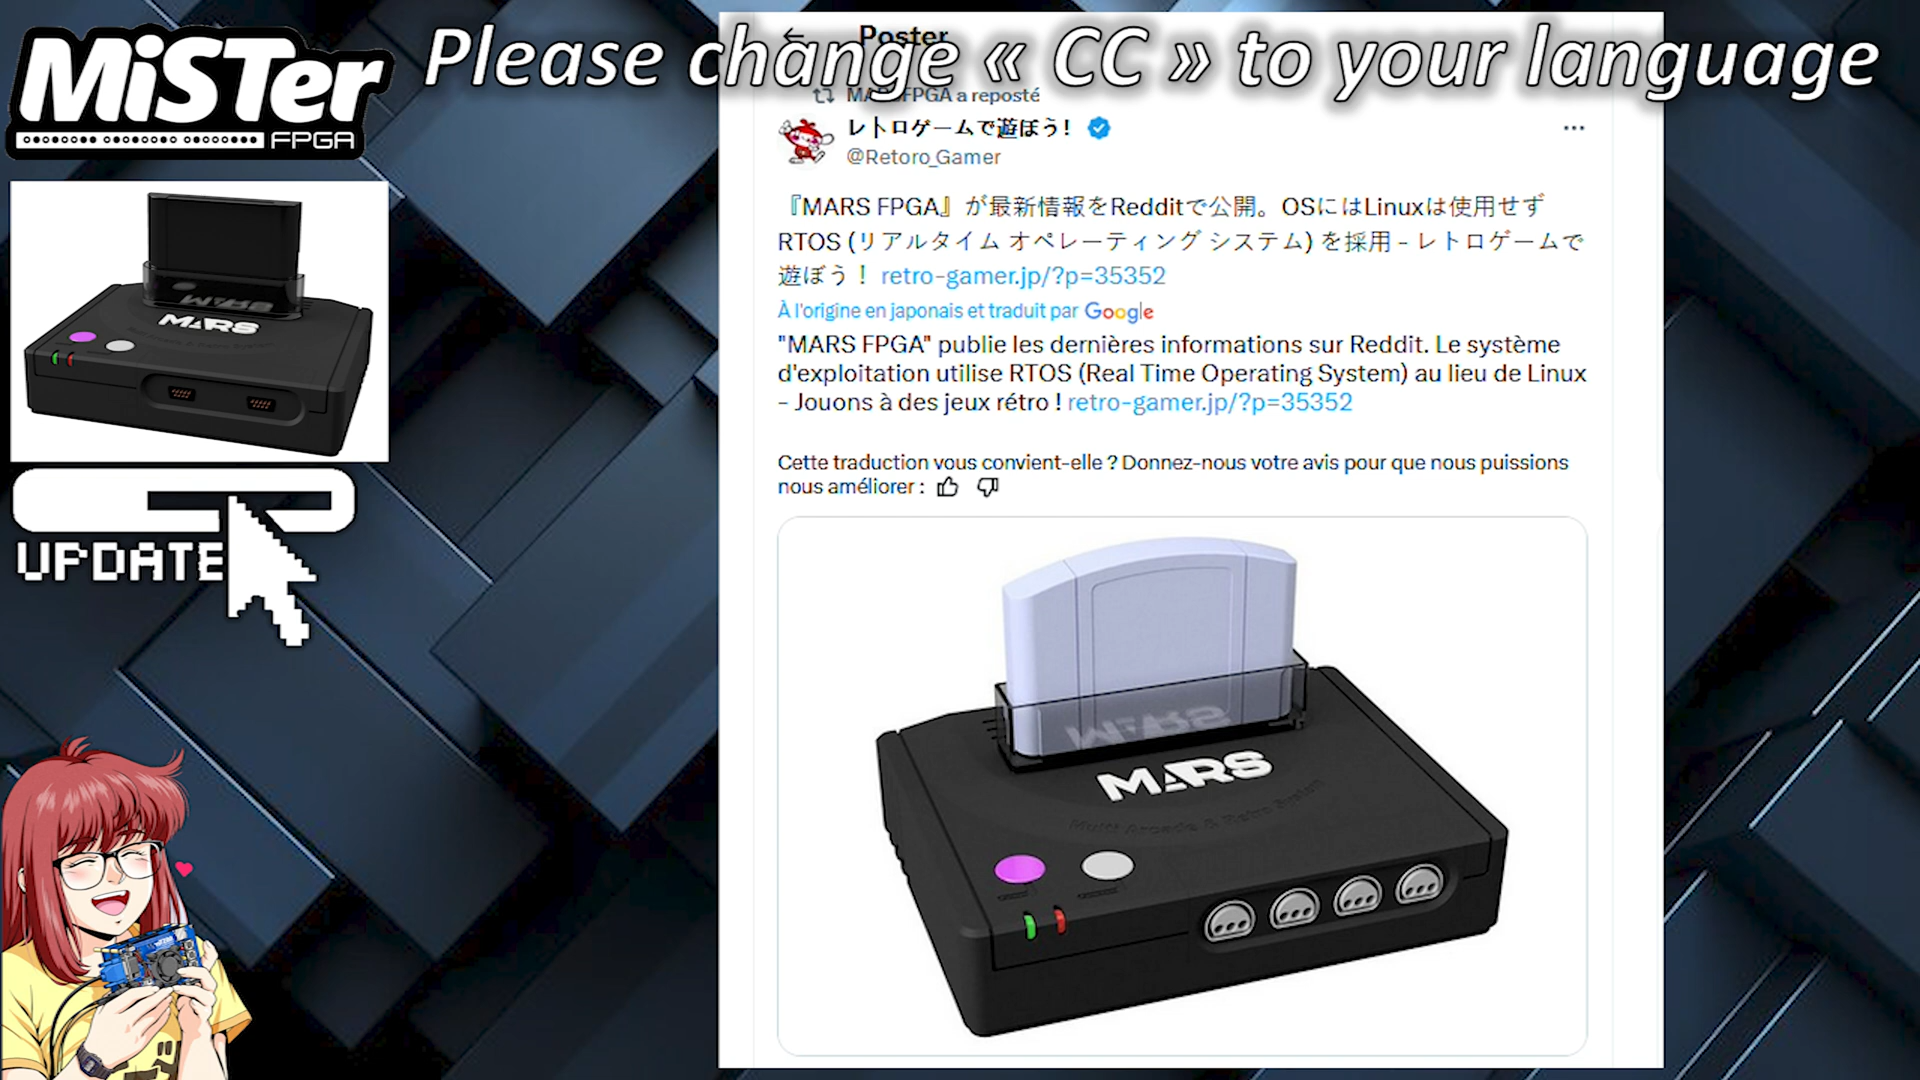 MiSTer
FPGA
Please change « CC » to your language
Poster
MARS FPGA a reposté
レトロゲームで遊ぼう!
@Retoro_Gamer
『MARS FPGA』が最新情報をRedditで公開。OSにはLinuxは使用せず
RTOS (リアルタイム オペレーティング システム) を採用 – レトロゲームで
遊ぼう！ retro-gamer.jp/?p=35352
À l'origine en japonais et traduit par Google
"MARS FPGA" publie les dernières informations sur Reddit. Le système
d'exploitation utilise RTOS (Real Time Operating System) au lieu de Linux
– Jouons à des jeux rétro ! retro-gamer.jp/?p=35352
Cette traduction vous convient-elle ? Donnez-nous votre avis pour que nous puissions
nous améliorer :
MARS
MARS
Multi Arcade & Retro System
UPDATE